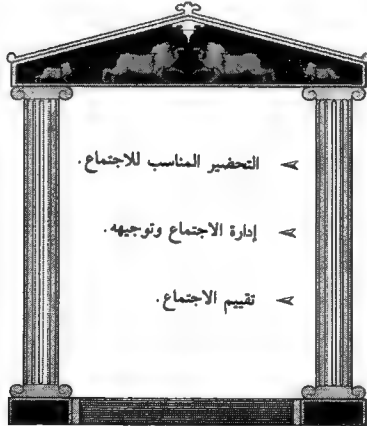 التحضير المناسب للاجتماع.
إدارة الاجتماع وتوجيهه.
تقييم الاجتماع.